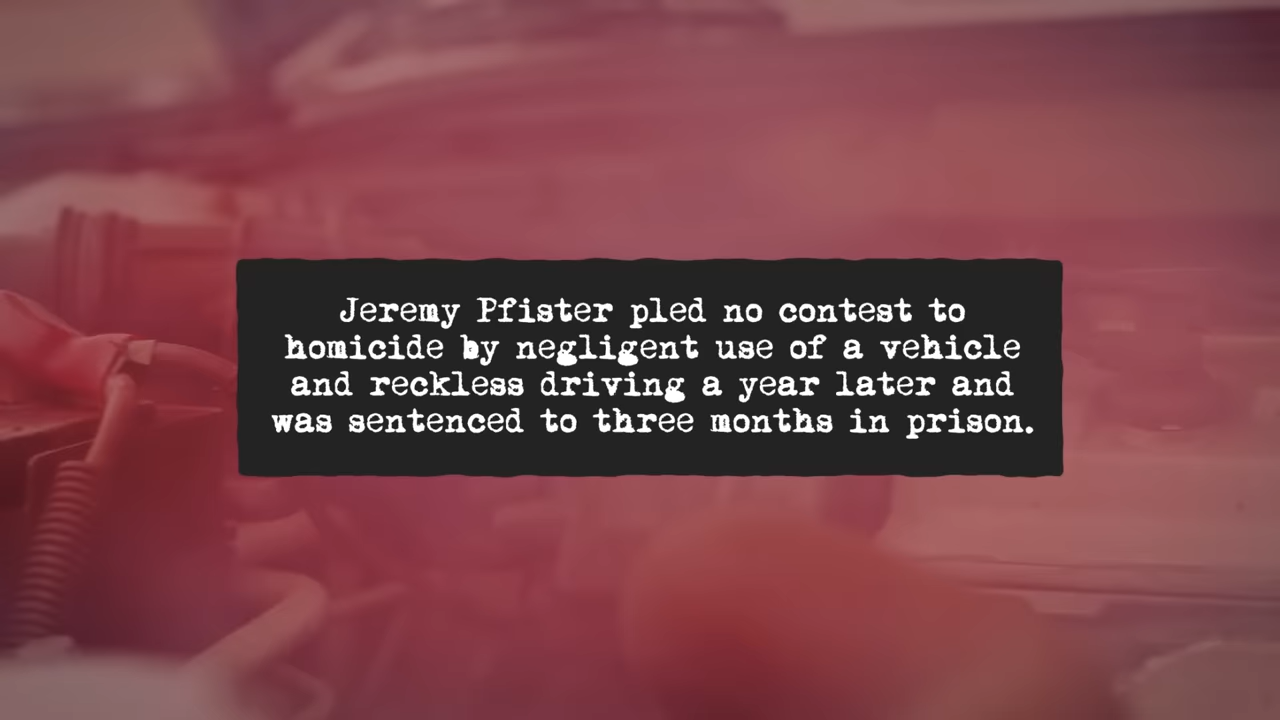 Jeremy Pfister pled no contest to
homicide by negligent use of a vehicle
and reckless driving a year later and
was sentenced to three months in prison.